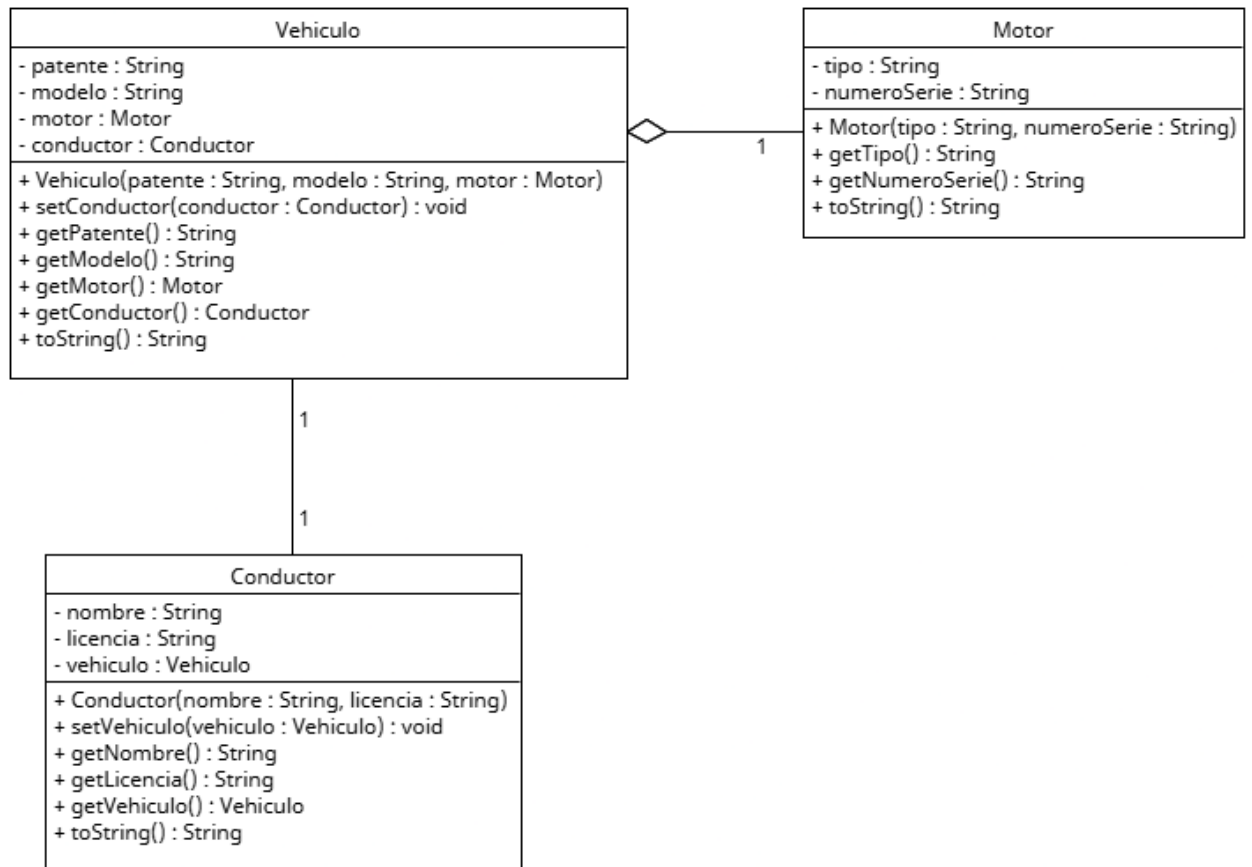 Vehiculo
- patente : String
- modelo : String
- motor : Motor
- conductor : Conductor
+ Vehiculo(patente : String, modelo : String, motor : Motor)
+ setConductor(conductor : Conductor) : void
+ getPatente() : String
+ getModelo() : String
+ getMotor() : Motor
+ getConductor() : Conductor
+ toString() : String
Motor
- tipo : String
- numeroSerie : String
+ Motor(tipo : String, numeroSerie : String)
+ getTipo() : String
+ getNumeroSerie() : String
+ toString() : String
1
1
1
Conductor
- nombre : String
- licencia : String
- vehiculo : Vehiculo
+ Conductor(nombre : String, licencia : String)
+ setVehiculo(vehiculo : Vehiculo) : void
+ getNombre() : String
+ getLicencia() : String
+ getVehiculo() : Vehiculo
+ toString() : String